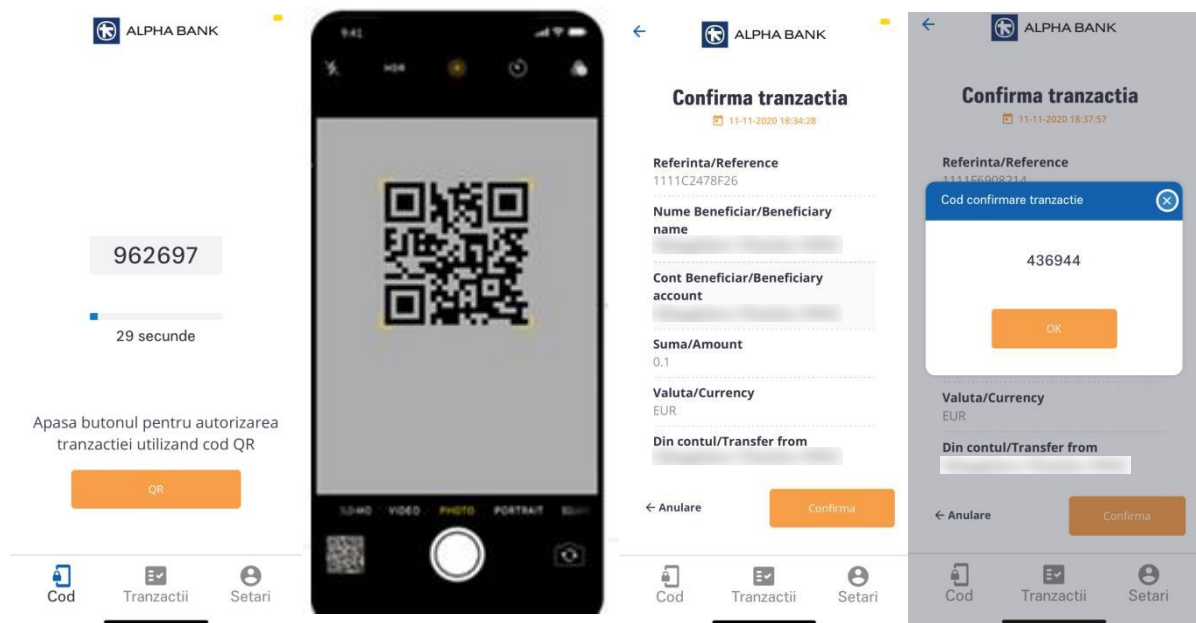 ALPHA BANK
962697
29 secunde
Apasa butonul pentru autorizarea
tranzactiei utilizand cod QR
QR
Cod
Tranzactii
Setari
9:41
HDR
SLO-MO
VIDEO
PHOTO
PORTRAIT
ALPHA BANK
Confirma tranzactia
11-11-2020 18:34:28
Referinta/Reference
1111C2478F26
Nume Beneficiar/Beneficiary
name
Cont Beneficiar/Beneficiary
account
Suma/Amount
0.1
Valuta/Currency
EUR
Din contul/Transfer from
← Anulare
Confirma
Cod
Tranzactii
Setari
ALPHA BANK
Confirma tranzactia
11-11-2020 18:37:57
Referinta/Reference
Cod confirmare tranzactie
436944
OK
Valuta/Currency
EUR
Din contul/Transfer from
← Anulare
Confirma
Cod
Tranzactii
Setari